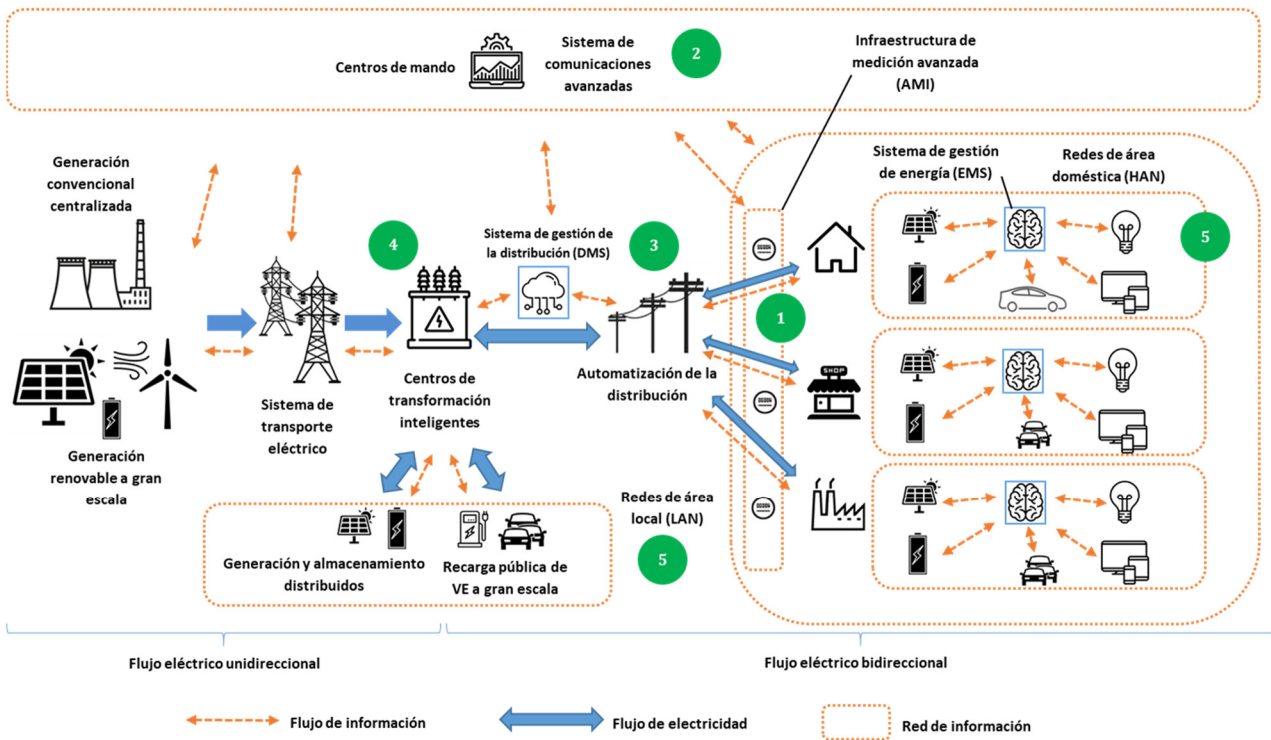 Centros de mando
Sistema de
comunicaciones
avanzadas
2
Infraestructura de
medición avanzada
(AMI)
Generación
convencional
centralizada
Sistema de gestión
de energía (EMS)
Redes de área
doméstica (HAN)
4
Sistema de gestión de
la distribución (DMS)
3
5
1
SHOP
Generación
renovable a gran
escala
Sistema de
transporte
eléctrico
Centros de
transformación
inteligentes
Automatización de la
distribución
Generación y almacenamiento
distribuidos
Recarga pública de
VE a gran escala
Redes de área
local (LAN)
5
Flujo eléctrico unidireccional
Flujo eléctrico bidireccional
Flujo de información
Flujo de electricidad
Red de información